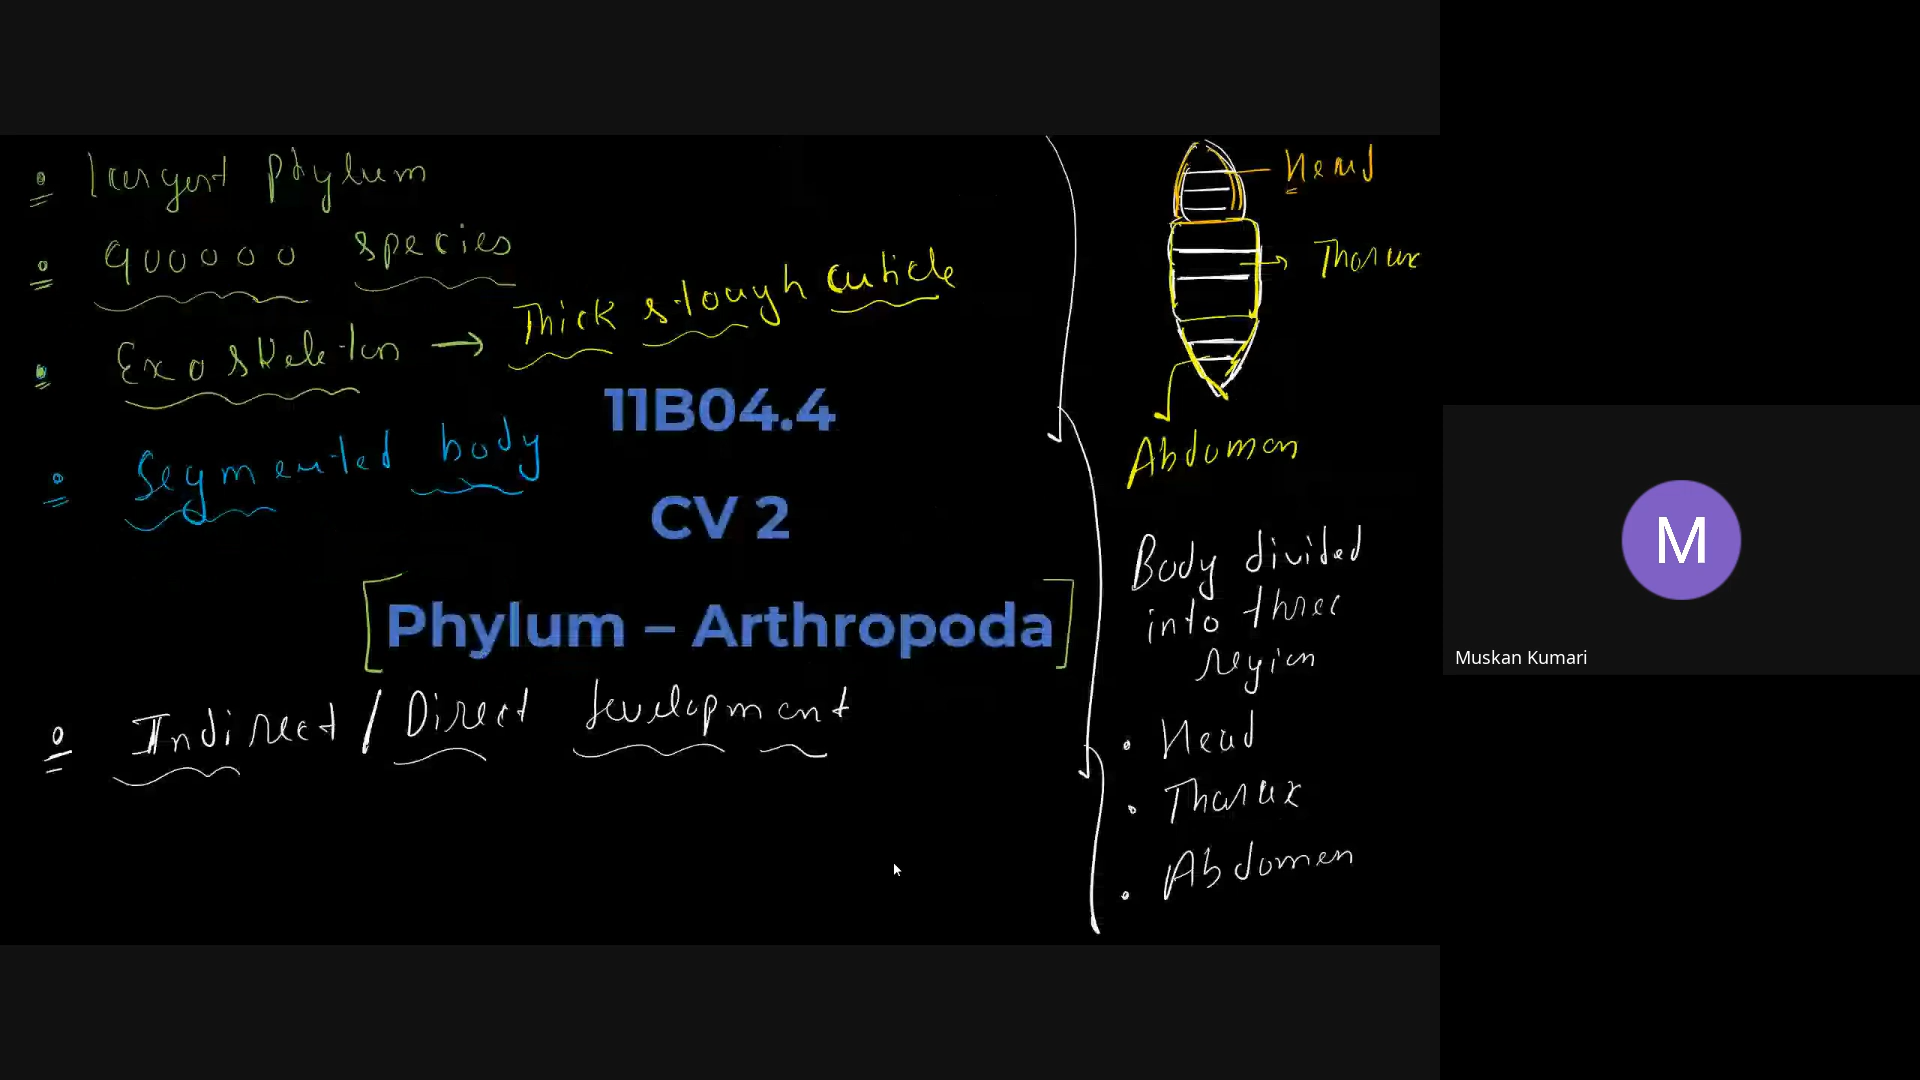 largest phylum
900000 species
Exoskeleton → Thick & tough cuticle
Segmented body
11B04.4
CV 2
[Phylum – Arthropoda]
Indirect / Direct development
Head
Thorax
Abdomen
Body divided
into three
region
• Head
• Thorax
• Abdomen
M
Muskan Kumari